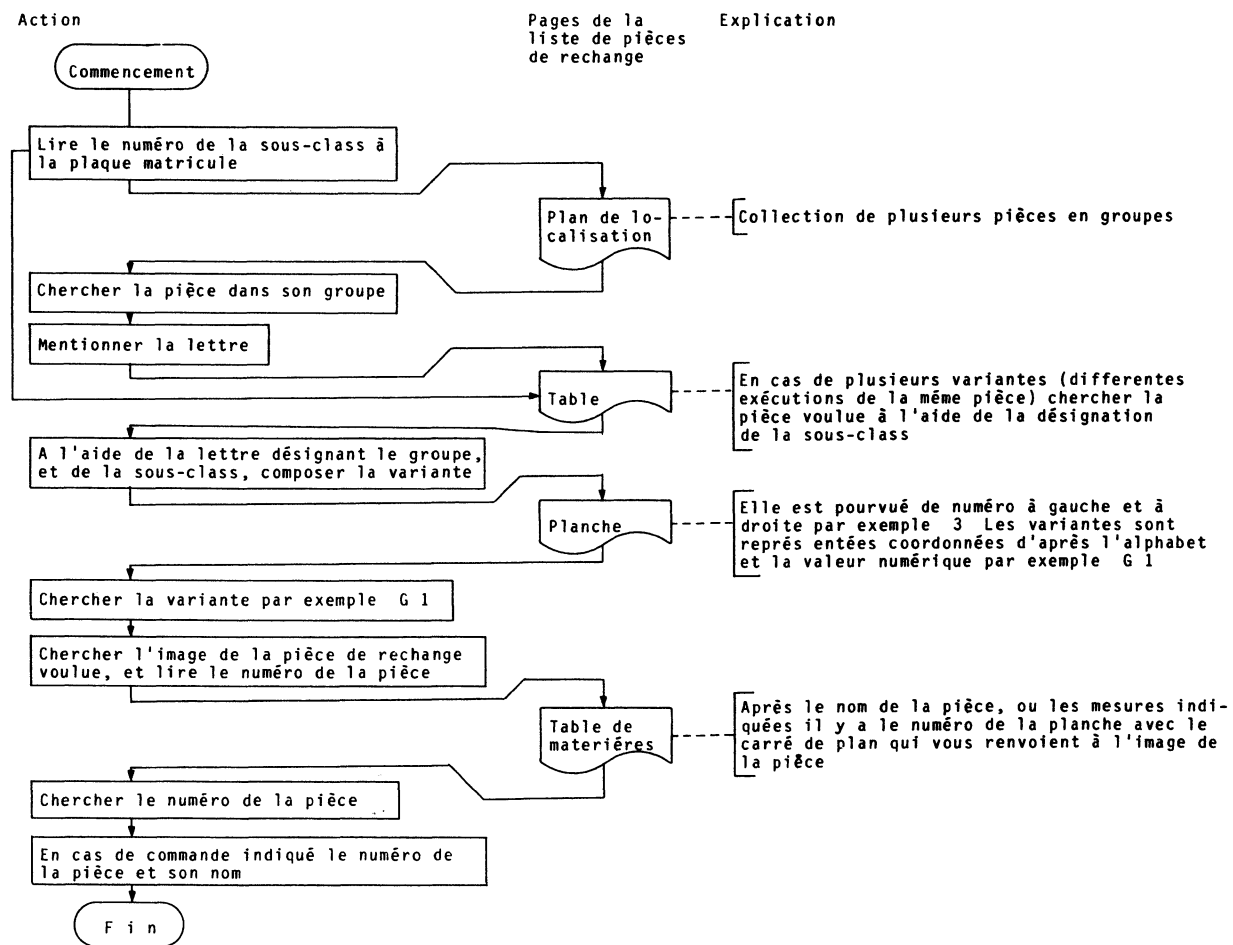 Action
Pages de la
liste de pièces
de rechange
Explication
Commencement
Lire le numéro de la sous-class à
la plaque matricule
Plan de lo-
calisation
Collection de plusieurs pièces en groupes
Chercher la pièce dans son groupe
Mentionner la lettre
Table
En cas de plusieurs variantes (differentes
exécutions de la méme pièce) chercher la
pièce voulue à l'aide de la désignation
de la sous-class
A l'aide de la lettre désignant le groupe,
et de la sous-class, composer la variante
Planche
Elle est pourvué de numéro à gauche et à
droite par exemple 3 Les variantes sont
représ entées coordonnées d'après l'alphabet
et la valeur numérique par exemple G 1
Chercher la variante par exemple G 1
Chercher l'image de la pièce de rechange
voulue, et lire le numéro de la pièce
Table de
materiéres
Après le nom de la pièce, ou les mesures indi-
quées il y a le numéro de la planche avec le
carré de plan qui vous renvoient à l'image de
la pièce
Chercher le numéro de la pièce
En cas de commande indiqué le numéro de
la pièce et son nom
F i n